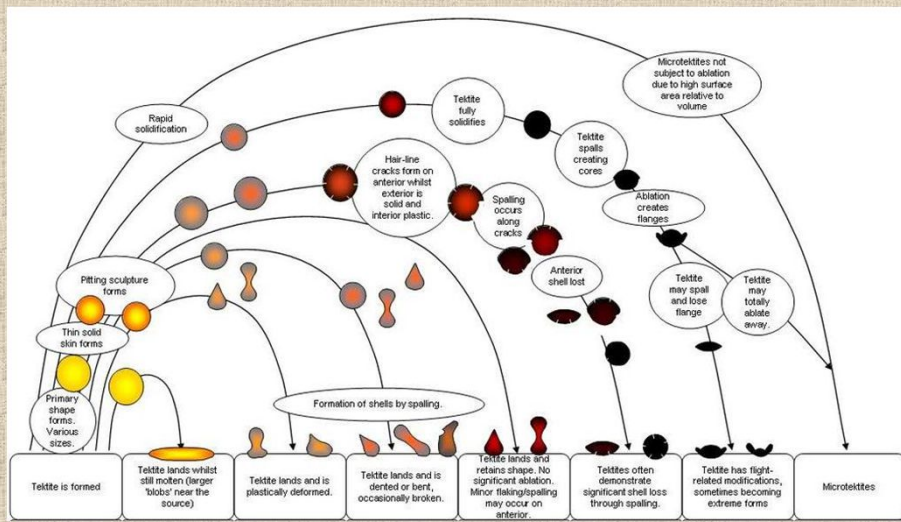 Microtektites not
subject to ablation
due to high surface
area relative to
volume
Rapid
solidification
Tektite
fully
solidifies
Tektite
spalls
creating
cores
Hair-line
cracks form on
anterior whilst
exterior is
solid and
interior plastic.
Ablation
creates
flanges
Spalling
occurs
along
cracks
Pitting sculpture
forms
Anterior
shell lost
Tektite
may spall
and lose
flange
Tektite
may
totally
ablate
away.
Thin solid
skin forms
Primary
shape
forms.
Various
sizes.
Formation of shells by spalling.
Tektite is formed
Tektite lands whilst
still molten (larger
'blobs' near the
source)
Tektite lands and is
plastically deformed.
Tektite lands and is
dented or bent,
occasionally broken.
Tektite lands and
retains shape. No
significant ablation.
Minor flaking/spalling
may occur on
anterior.
Tektites often
demonstrate
significant shell loss
through spalling.
Tektite has flight-
related modifications,
sometimes becoming
extreme forms
Microtektites